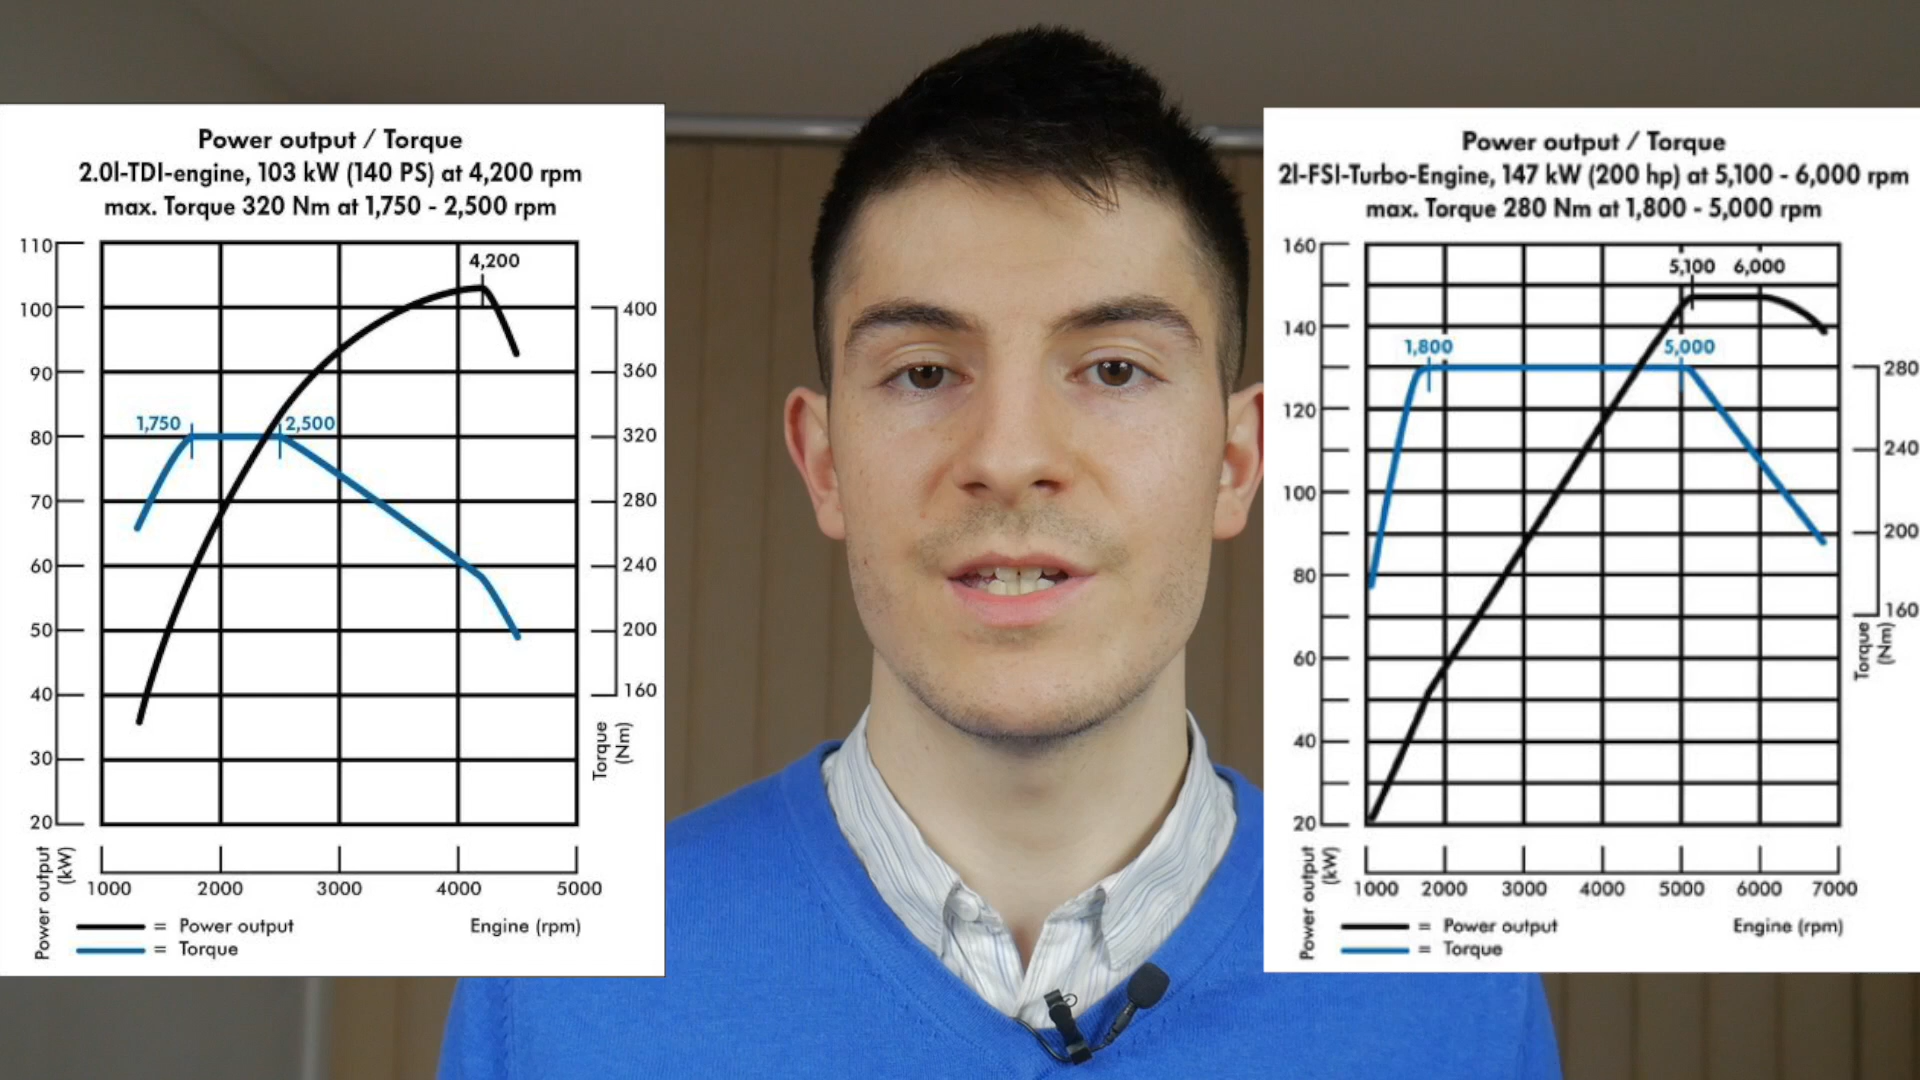 Power output / Torque
2.0l-TDI-engine, 103 kW (140 PS) at 4,200 rpm
max. Torque 320 Nm at 1,750 - 2,500 rpm
110
4,200
100
400
90
360
1,750
2,500
80
320
70
280
60
240
50
200
40
160
30
Torque
(Nm)
20
Power output
(kW)
1000 2000 3000 4000 5000
= Power output
Engine (rpm)
= Torque
Power output / Torque
2l-FSI-Turbo-Engine, 147 kW (200 hp) at 5,100 - 6,000 rpm
max. Torque 280 Nm at 1,800 - 5,000 rpm
160
5,100 6,000
140
1,800
5,000
280
120
240
100
200
80
160
60
Torque
(Nm)
40
20
Power output
(kW)
1000 2000 3000 4000 5000 6000 7000
= Power output
Engine (rpm)
= Torque